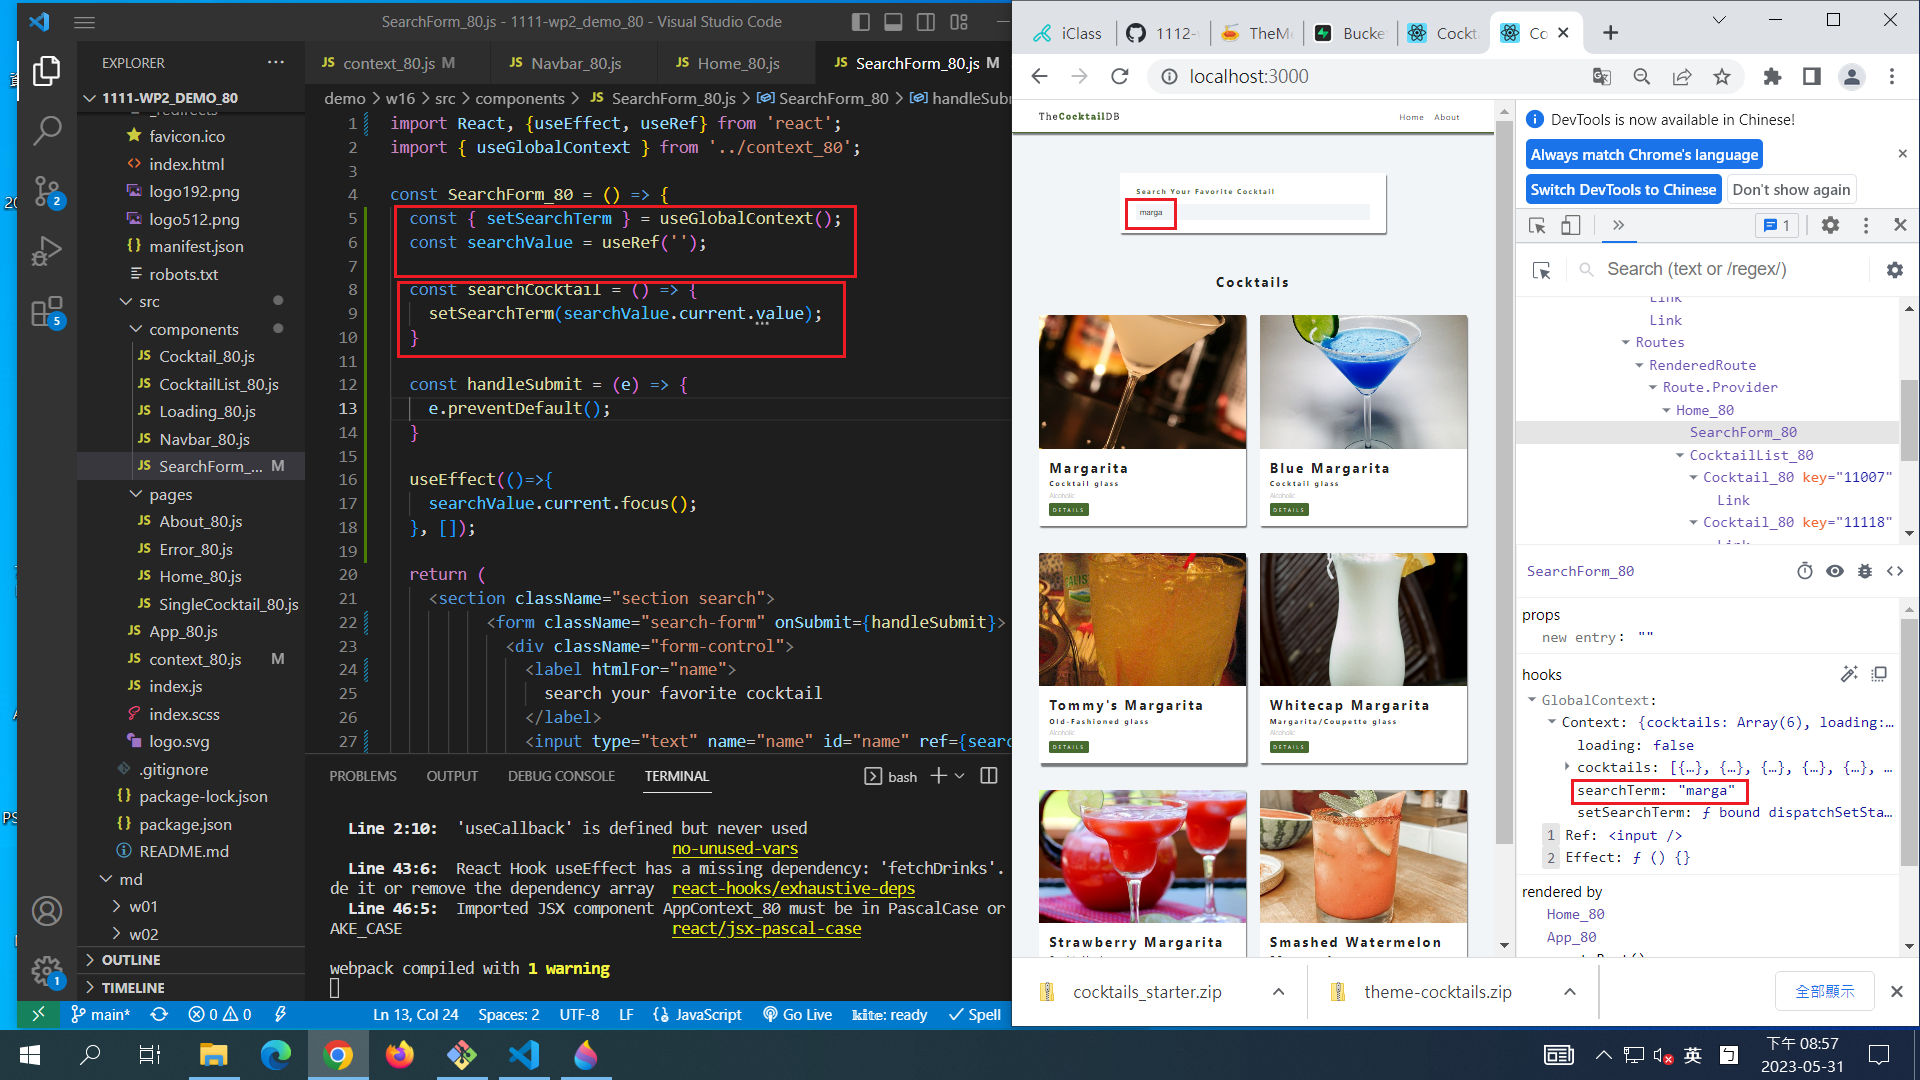 SearchForm_80.js - 1111-wp2_demo_80 - Visual Studio Code
EXPLORER
1111-WP2_DEMO_80
_redirects
favicon.ico
index.html
logo192.png
logo512.png
manifest.json
robots.txt
src
components
Cocktail_80.js
CocktailList_80.js
Loading_80.js
Navbar_80.js
SearchForm_... M
pages
About_80.js
Error_80.js
Home_80.js
SingleCocktail_80.js
App_80.js
context_80.js M
index.js
index.scss
logo.svg
.gitignore
package-lock.json
package.json
README.md
md
w01
w02
OUTLINE
TIMELINE
2
5
1
JS context_80.js M
JS Navbar_80.js
JS Home_80.js
JS SearchForm_80.js M
demo > w16 > src > components > JS SearchForm_80.js > SearchForm_80 > handleSubm
1 import React, {useEffect, useRef} from 'react';
2 import { useGlobalContext } from '../context_80';
3
4 const SearchForm_80 = () => {
5 const { setSearchTerm } = useGlobalContext();
6 const searchValue = useRef('');
7
8 const searchCocktail = () => {
9 setSearchTerm(searchValue.current.value);
10 }
11
12 const handleSubmit = (e) => {
13 e.preventDefault();
14 }
15
16 useEffect(()=>{
17 searchValue.current.focus();
18 }, []);
19
20 return (
21 <section className="section search">
22 <form className="search-form" onSubmit={handleSubmit}>
23 <div className="form-control">
24 <label htmlFor="name">
25 search your favorite cocktail
26 </label>
27 <input type="text" name="name" id="name" ref={searc
PROBLEMS OUTPUT DEBUG CONSOLE TERMINAL bash
Line 2:10: 'useCallback' is defined but never used
no-unused-vars
Line 43:6: React Hook useEffect has a missing dependency: 'fetchDrinks'.
de it or remove the dependency array react-hooks/exhaustive-deps
Line 46:5: Imported JSX component AppContext_80 must be in PascalCase or
AKE_CASE react/jsx-pascal-case
webpack compiled with 1 warning
main* 0 0 Ln 13, Col 24 Spaces: 2 UTF-8 LF JavaScript Go Live kite: ready Spell
iClass
1112-
TheM
Bucke
Cockt
Co
localhost:3000
TheCocktailDB
Home About
Search Your Favorite Cocktail
marga
Cocktails
Margarita
Cocktail glass
Alcoholic
DETAILS
Blue Margarita
Cocktail glass
Alcoholic
DETAILS
Tommy's Margarita
Old-Fashioned glass
Alcoholic
DETAILS
Whitecap Margarita
Margarita/Coupette glass
Alcoholic
DETAILS
Strawberry Margarita
Smashed Watermelon
DevTools is now available in Chinese!
Always match Chrome's language
Switch DevTools to Chinese
Don't show again
1
Search (text or /regex/)
Link
Link
Routes
RenderedRoute
Route.Provider
Home_80
SearchForm_80
CocktailList_80
Cocktail_80 key="11007"
Link
Cocktail_80 key="11118"
Link
SearchForm_80
props
new entry: ""
hooks
GlobalContext:
Context: {cocktails: Array(6), loading:…
loading: false
cocktails: [{…}, {…}, {…}, {…}, {…}, …
searchTerm: "marga"
setSearchTerm: ƒ bound dispatchSetSta…
1 Ref: <input />
2 Effect: ƒ () {}
rendered by
Home_80
App_80
cocktails_starter.zip
theme-cocktails.zip
全部顯示
英
下午 08:57
2023-05-31